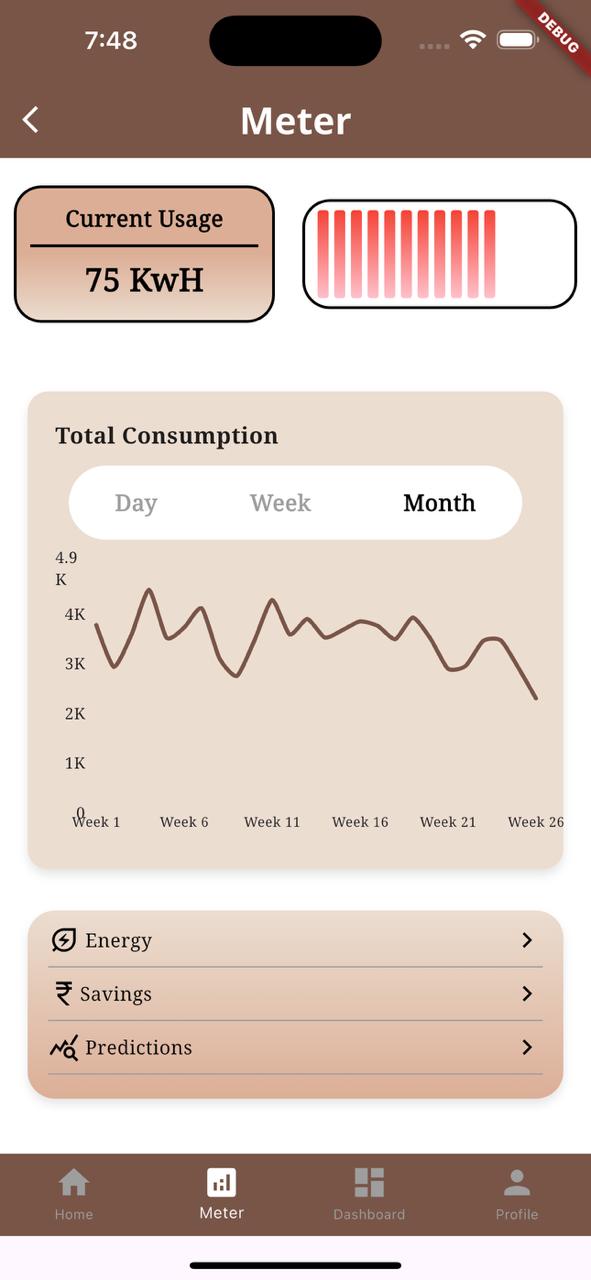 7:48
DEBUG
Meter
Current Usage
75 KwH
Total Consumption
Day Week Month
4.9
K
4K
3K
2K
1K
0
Week 1 Week 6 Week 11 Week 16 Week 21 Week 26
Energy
₹ Savings
Predictions
Home Meter Dashboard Profile